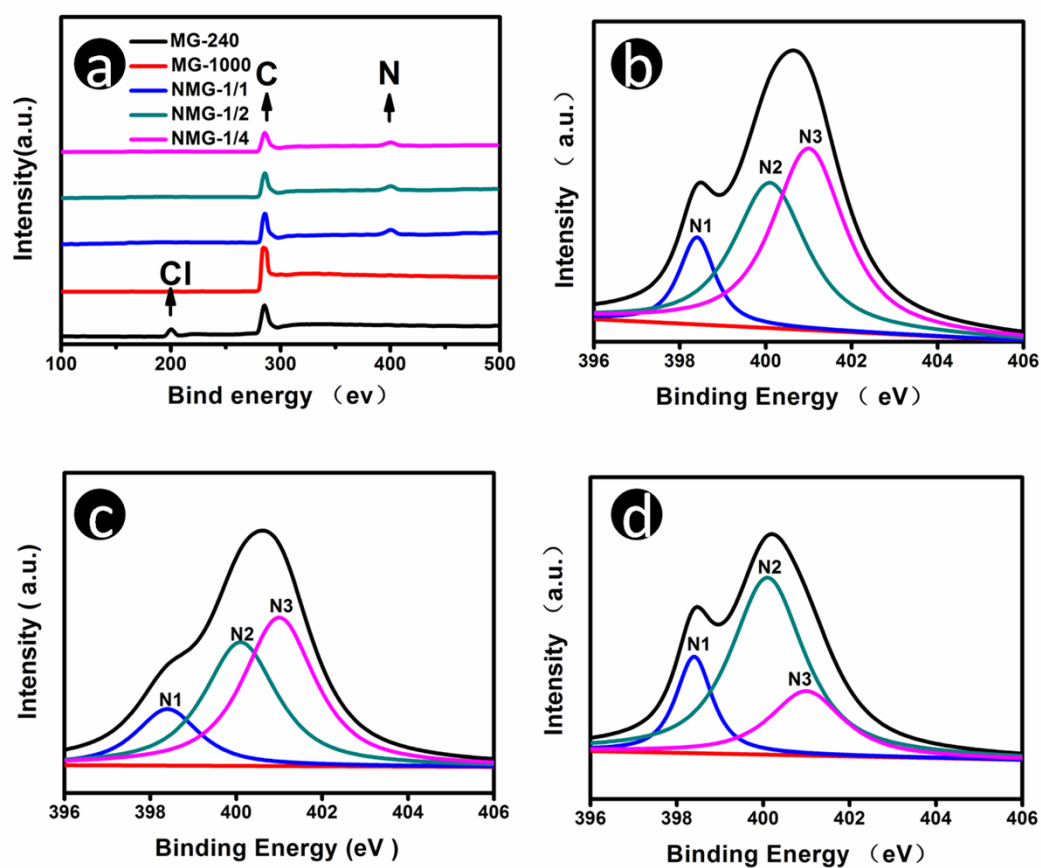 a
MG-240
MG-1000
NMG-1/1
NMG-1/2
NMG-1/4
C
N
Cl
Intensity(a.u.)
100 200 300 400 500
Bind energy （ev）
b
N1
N2
N3
Intensity （ a.u.）
396 398 400 402 404 406
Binding Energy （ eV）
c
N1
N2
N3
Intensity ( a.u.)
396 398 400 402 404 406
Binding Energy (eV )
d
N1
N2
N3
Intensity （a.u.）
396 398 400 402 404 406
Binding Energy （ eV）